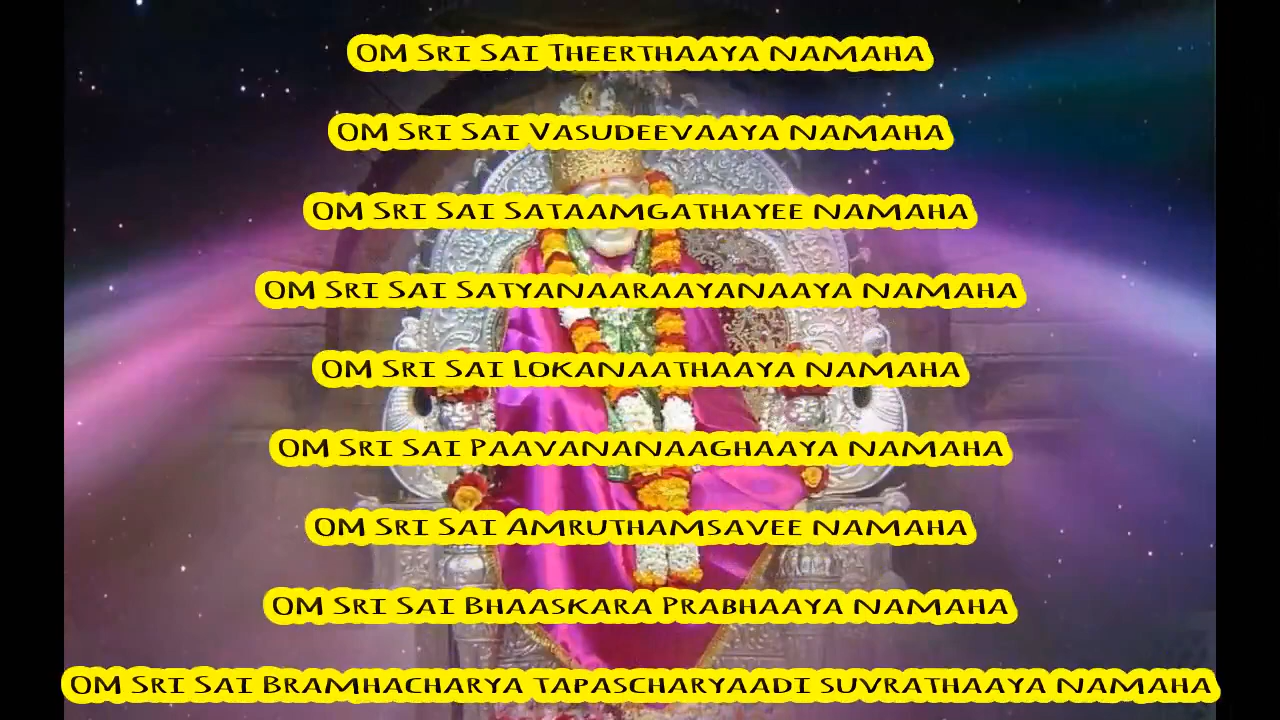 OM Sri Sai Theerthaaya namaha
OM Sri Sai Vasudeevaaya namaha
OM Sri Sai Sataamgathayee namaha
OM Sri Sai Satyanaaraayanaaya namaha
OM Sri Sai Lokanaathaaya namaha
OM Sri Sai Paavananaaghaaya namaha
OM Sri Sai Amruthamsavee namaha
OM Sri Sai Bhaaskara Prabhaaya namaha
OM Sri Sai Bramhacharya tapascharyaadi suvrathaaya namaha